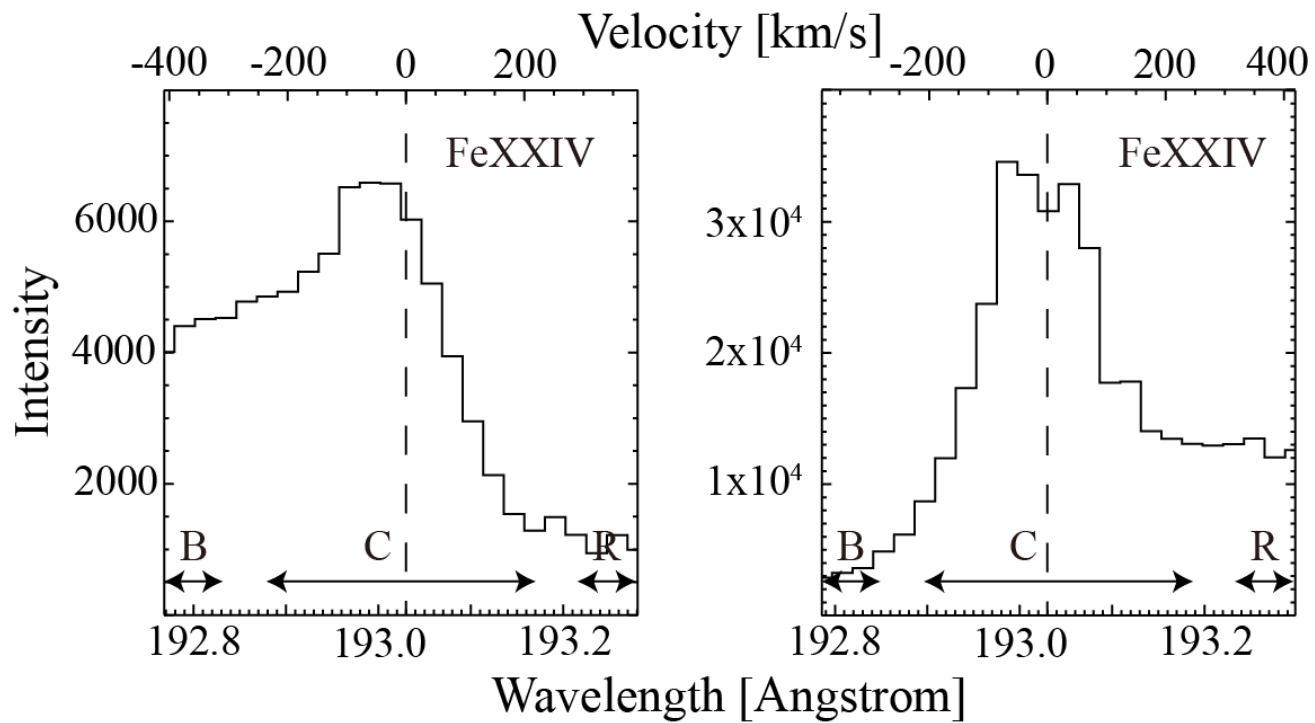 Velocity [km/s]
-400 -200 0 200 -200 0 200 400
FeXXIV FeXXIV
6000 3x10⁴
4000 2x10⁴
2000 1x10⁴
Intensity
B C R B C R
192.8 193.0 193.2 192.8 193.0 193.2
Wavelength [Angstrom]